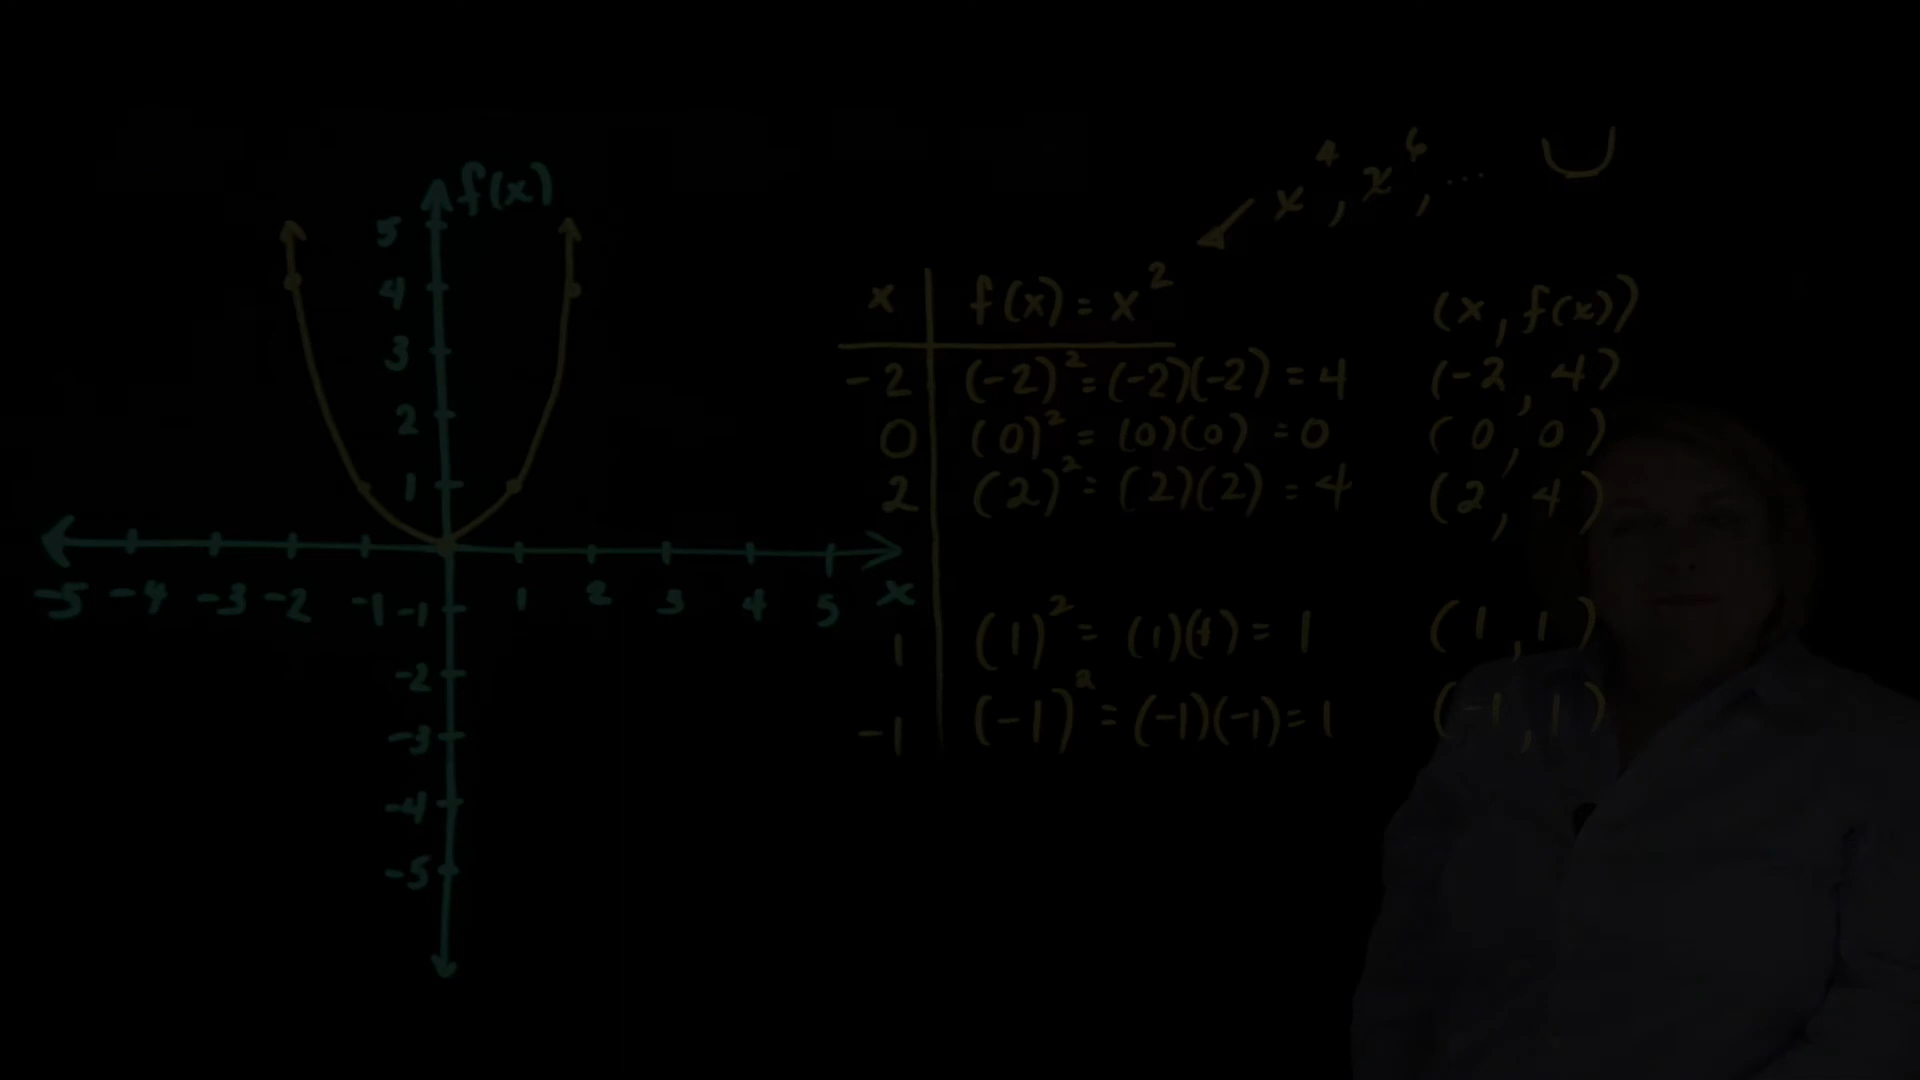 x⁴, x⁶, ...
f(x)
5
4
3
2
1
-5 -4 -3 -2 -1 1 2 3 4 5 x
-1
-2
-3
-4
-5
x f(x) = x² (x, f(x))
-2 (-2)² = (-2)(-2) = 4 (-2, 4)
0 (0)² = (0)(0) = 0 (0, 0)
2 (2)² = (2)(2) = 4 (2, 4)
1 (1)² = (1)(1) = 1 (1, 1)
-1 (-1)² = (-1)(-1) = 1 (-1, 1)